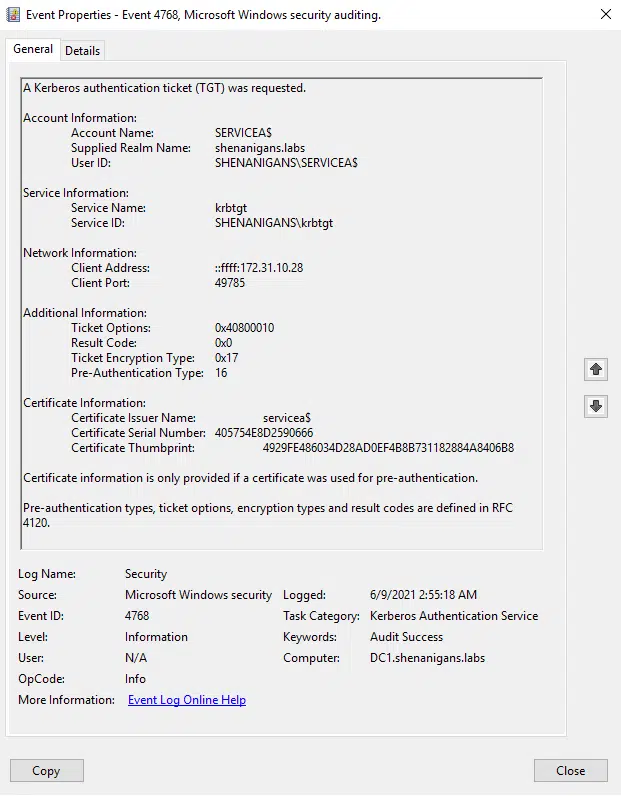 Event Properties - Event 4768, Microsoft Windows security auditing.
General Details
A Kerberos authentication ticket (TGT) was requested.
Account Information:
Account Name: SERVICEA$
Supplied Realm Name: shenanigans.labs
User ID: SHENANIGANS\SERVICEA$
Service Information:
Service Name: krbtgt
Service ID: SHENANIGANS\krbtgt
Network Information:
Client Address: ::ffff:172.31.10.28
Client Port: 49785
Additional Information:
Ticket Options: 0x40800010
Result Code: 0x0
Ticket Encryption Type: 0x17
Pre-Authentication Type: 16
Certificate Information:
Certificate Issuer Name: servicea$
Certificate Serial Number: 405754E8D2590666
Certificate Thumbprint: 4929FE486034D28AD0EF4B8B731182884A8406B8
Certificate information is only provided if a certificate was used for pre-authentication.
Pre-authentication types, ticket options, encryption types and result codes are defined in RFC
4120.
Log Name: Security
Source: Microsoft Windows security Logged: 6/9/2021 2:55:18 AM
Event ID: 4768 Task Category: Kerberos Authentication Service
Level: Information Keywords: Audit Success
User: N/A Computer: DC1.shenanigans.labs
OpCode: Info
More Information: Event Log Online Help
Copy Close